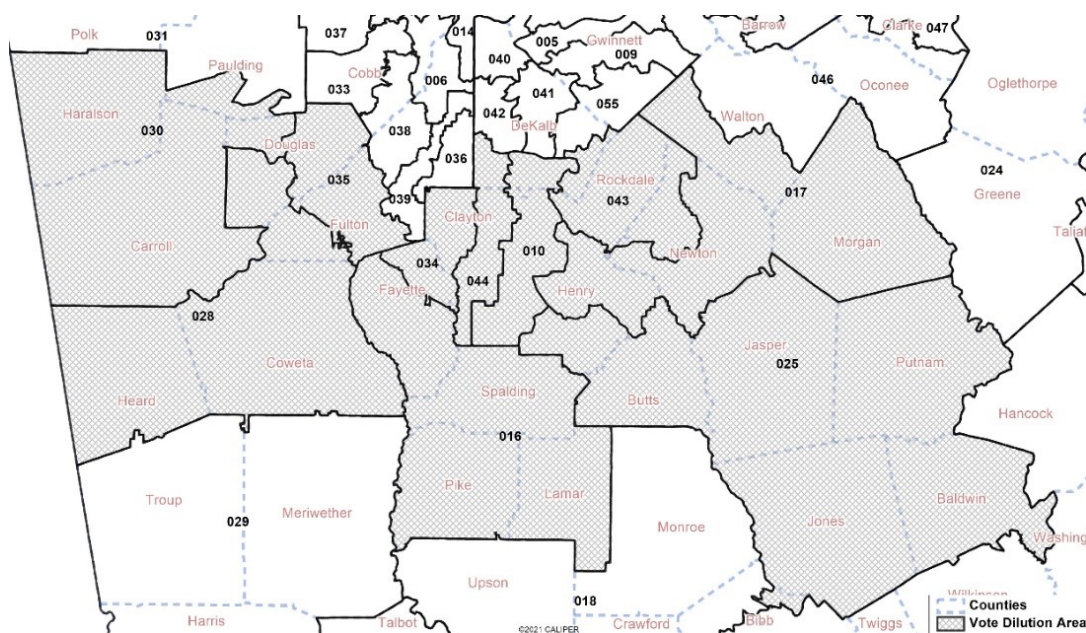 Polk
031
037
014
005
Gwinnett
Barrow
Clarke
047
Paulding
Cobb
033
006
040
009
041
046
Oconee
Oglethorpe
Haralson
030
042
055
Walton
DeKalb
038
Douglas
035
036
Rockdale
043
017
024
Greene
039
Clayton
Fulton
Carroll
034
010
Newton
Morgan
Taliaf
044
Fayette
Henry
028
Coweta
Heard
Spalding
Butts
Jasper
025
Putnam
Hancock
016
Troup
029
Meriwether
Pike
Lamar
Monroe
Jones
Baldwin
Washing
Upson
018
Wilkinson
Harris
Talbot
©2021 CALIPER
Crawford
Bibb
Twiggs
Counties
Vote Dilution Area